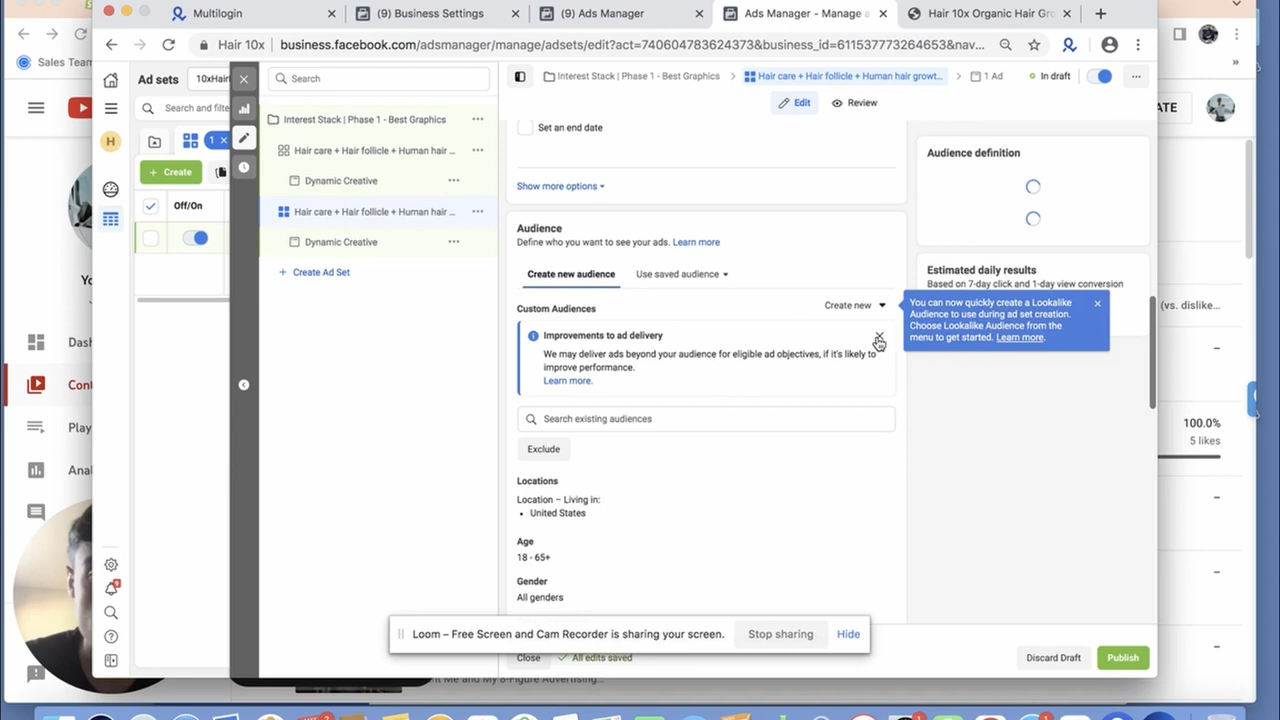 Multilogin
(9) Business Settings
(9) Ads Manager
Ads Manager - Manage a
Hair 10x Organic Hair Gr
Hair 10x
business.facebook.com/adsmanager/manage/adsets/edit?act=740604783624373&business_id=611537773264653&nav...
Sales Team
Ad sets
10xHair
Search
Interest Stack | Phase 1 - Best Graphics
Hair care + Hair follicle + Human hair growt...
1 Ad
In draft
Edit
Review
Search and filte
H
1
+ Create
Off/On
Interest Stack | Phase 1 - Best Graphics
Hair care + Hair follicle + Human hair ...
Dynamic Creative
Hair care + Hair follicle + Human hair ...
Dynamic Creative
+ Create Ad Set
Set an end date
Show more options
Audience
Define who you want to see your ads. Learn more
Create new audience
Use saved audience
Custom Audiences
Create new
Improvements to ad delivery
We may deliver ads beyond your audience for eligible ad objectives, if it's likely to
improve performance.
Learn more.
Search existing audiences
Exclude
Locations
Location – Living in:
• United States
Age
18 - 65+
Gender
All genders
Audience definition
Estimated daily results
Based on 7-day click and 1-day view conversion
You can now quickly create a Lookalike
Audience to use during ad set creation.
Choose Lookalike Audience from the
menu to get started. Learn more.
Loom – Free Screen and Cam Recorder is sharing your screen.
Stop sharing
Hide
Close
All edits saved
Discard Draft
Publish
ATE
(vs. dislike...
100.0%
5 likes
Yo
Dash
Cont
Play
Anal
nt Me and My 8-Figure Advertising...